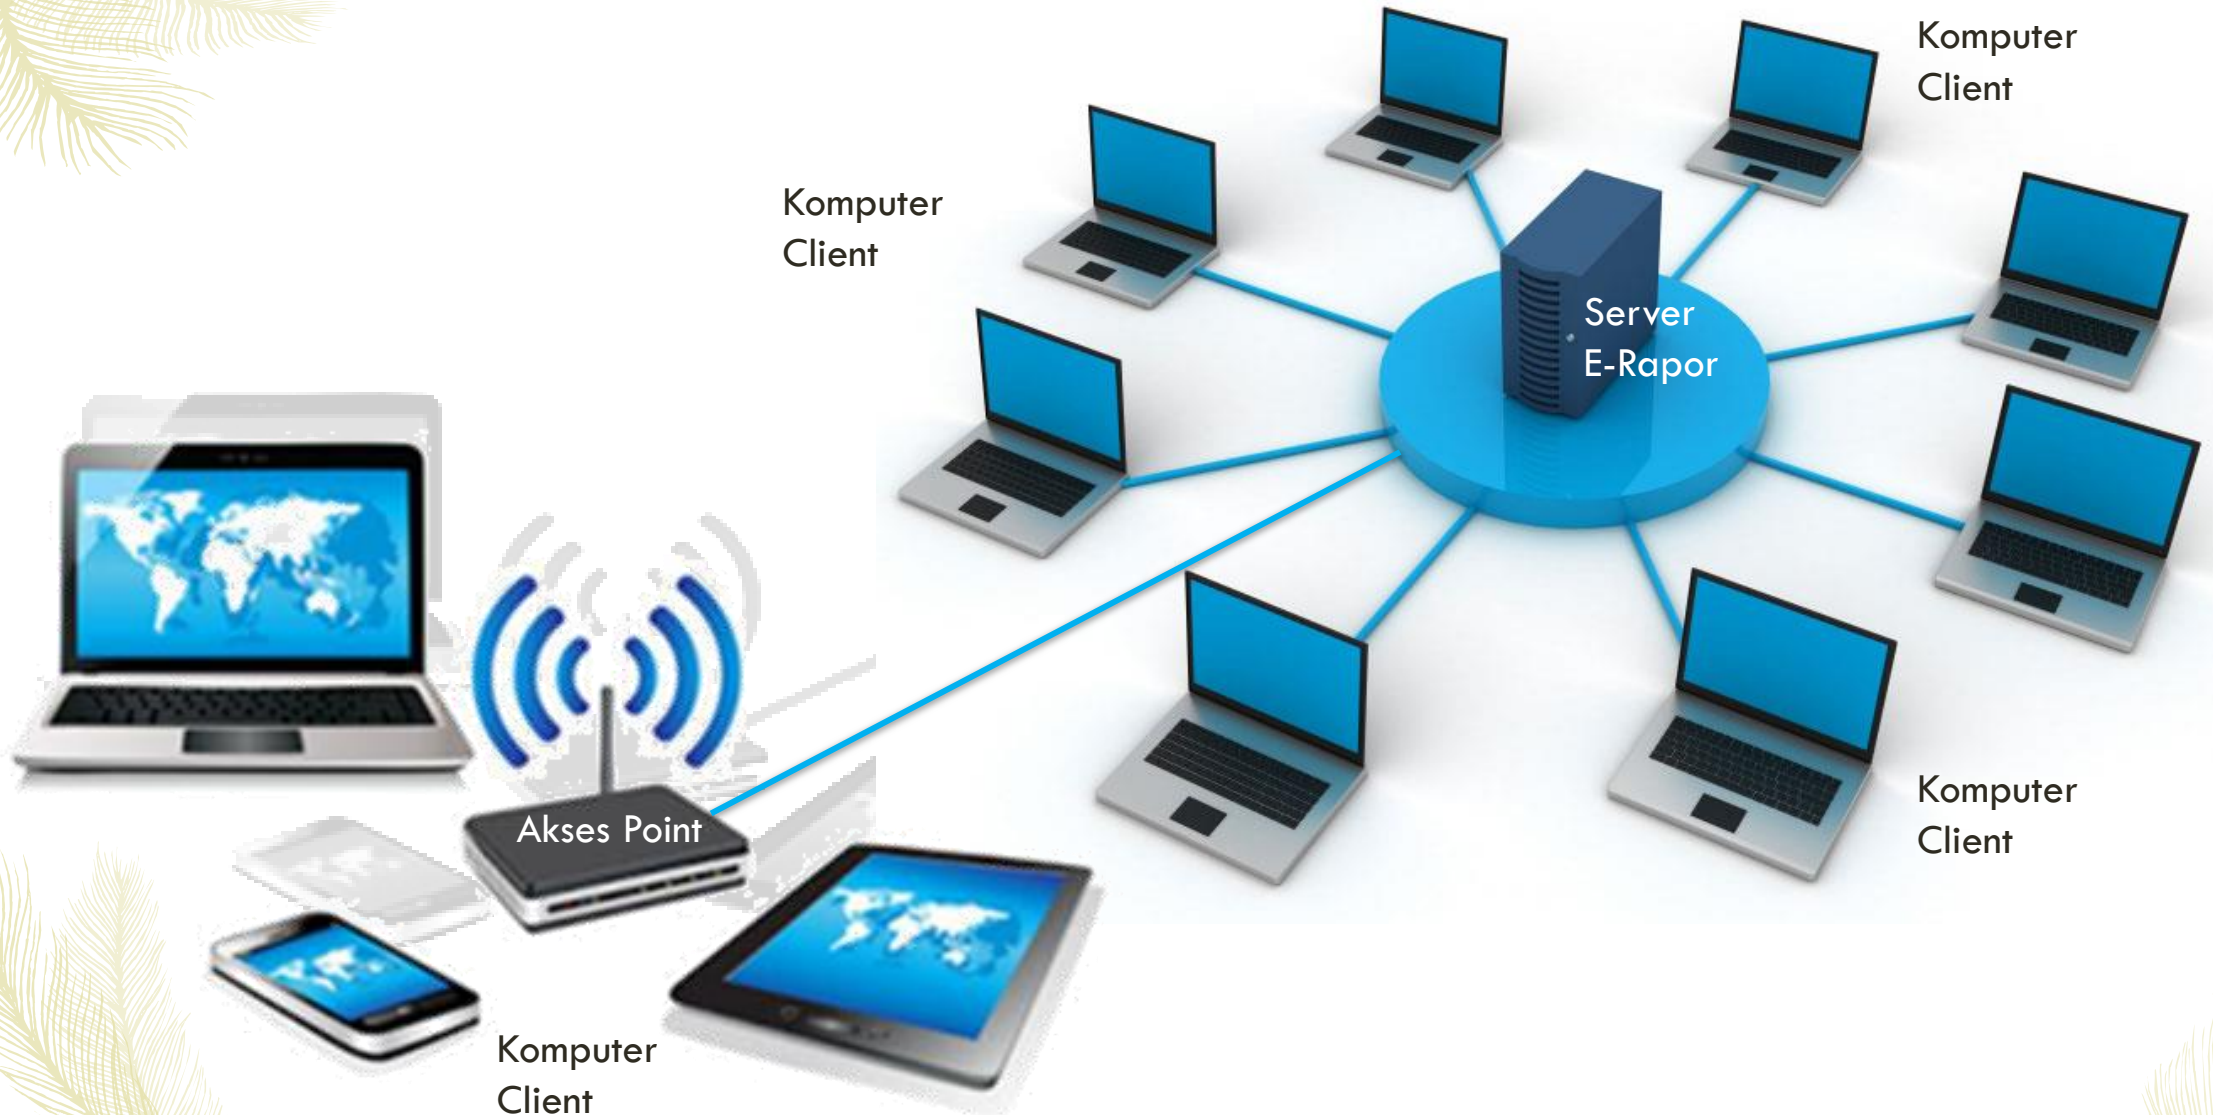 Komputer
Client
Komputer
Client
Server
E-Rapor
Komputer
Client
Akses Point
Komputer
Client